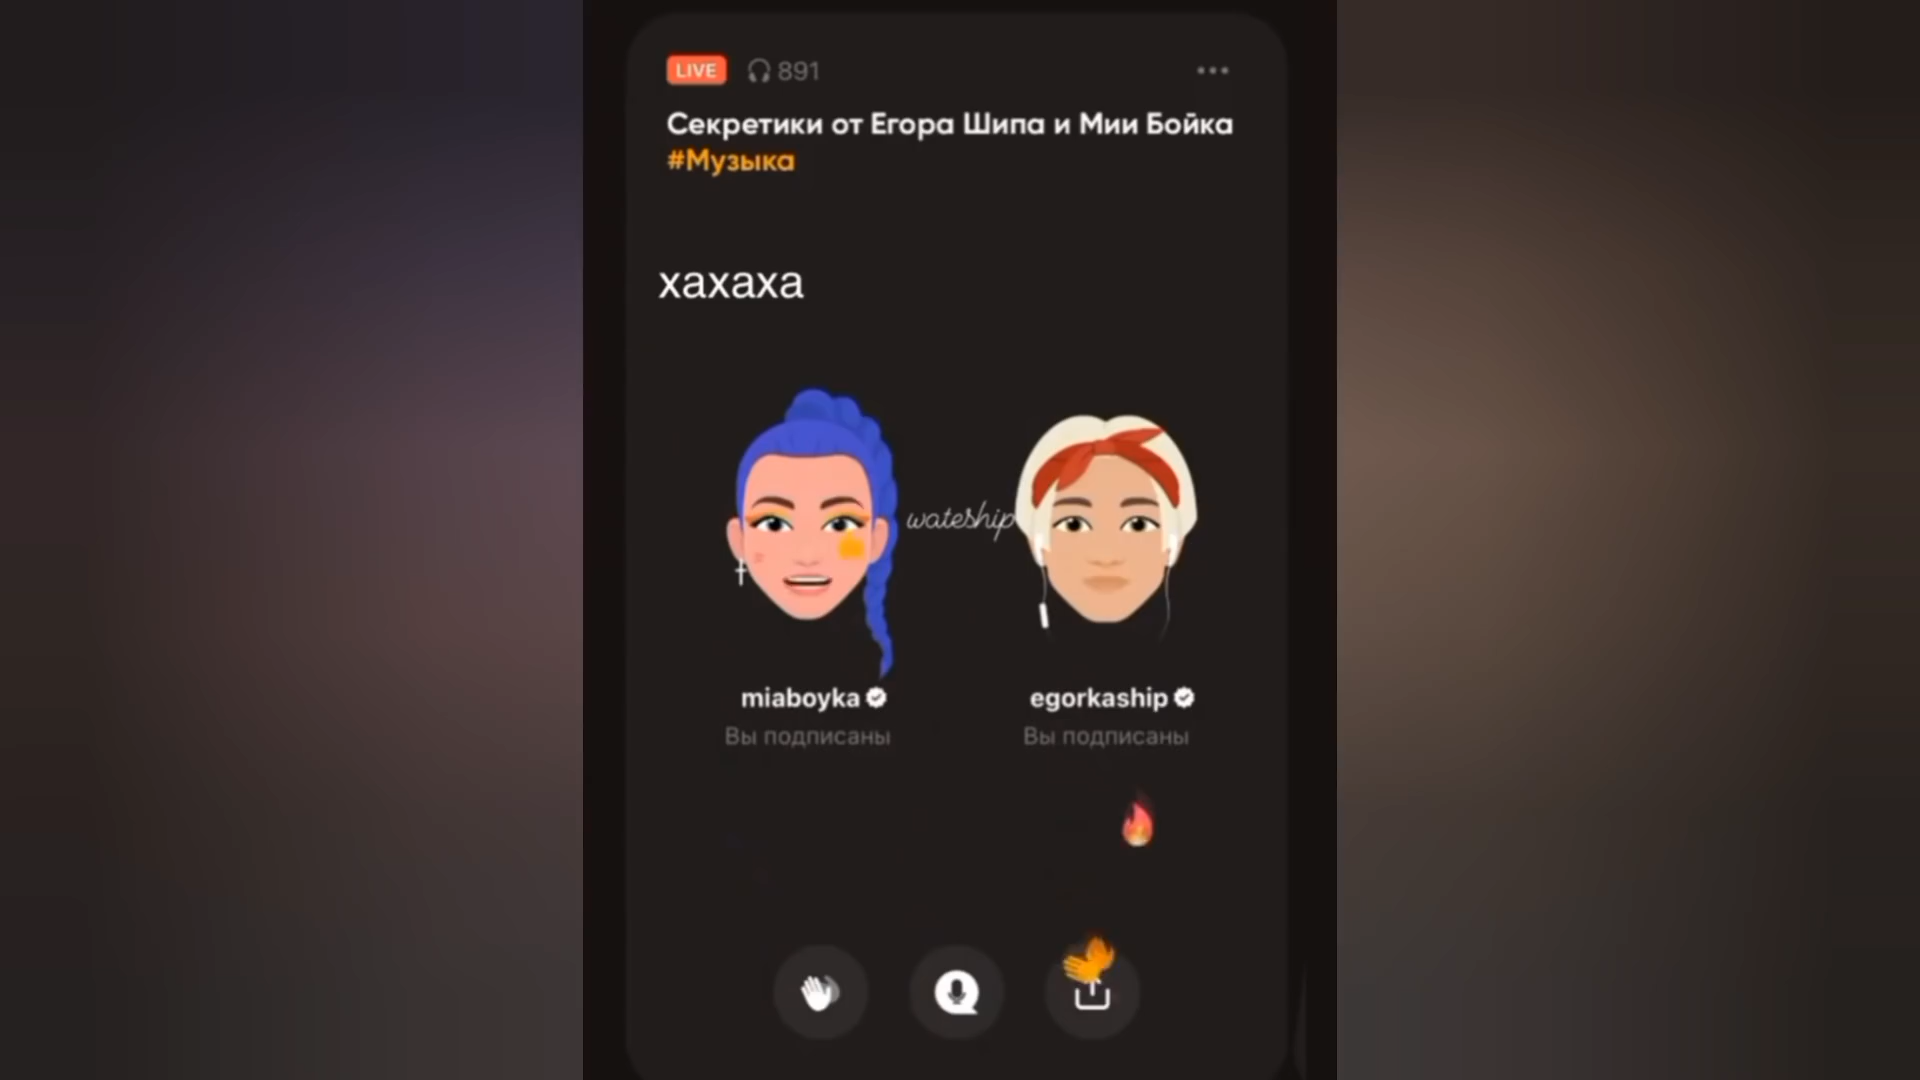 LIVE 891
Секретики от Егора Шипа и Мии Бойка
#Музыка
хахаха
wateship
miaboyka egorkaship
Вы подписаны Вы подписаны